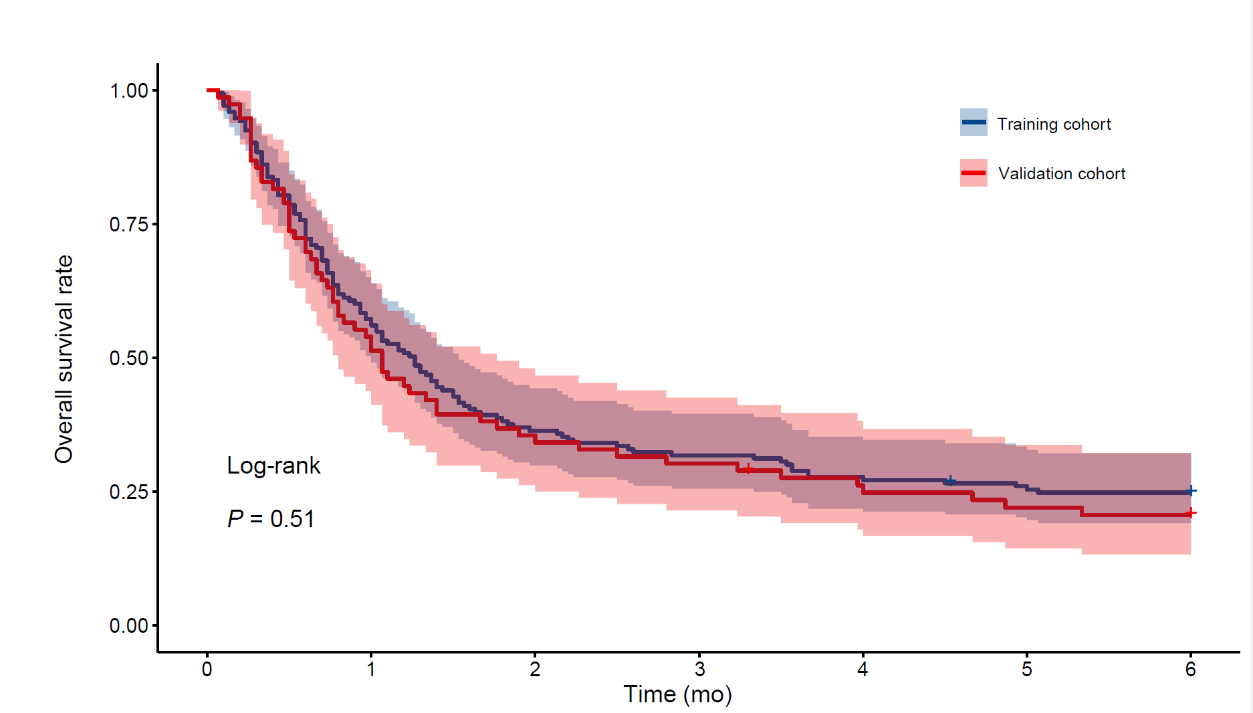 1.00
0.75
0.50
0.25
0.00
Overall survival rate
Training cohort
Validation cohort
Log-rank
P = 0.51
0 1 2 3 4 5 6
Time (mo)